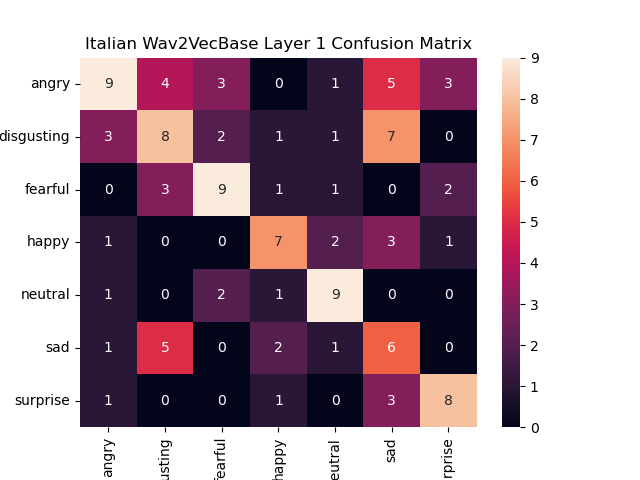 Italian Wav2VecBase Layer 1 Confusion Matrix
angry 9 4 3 0 1 5 3
disgusting 3 8 2 1 1 7 0
fearful 0 3 9 1 1 0 2
happy 1 0 0 7 2 3 1
neutral 1 0 2 1 9 0 0
sad 1 5 0 2 1 6 0
surprise 1 0 0 1 0 3 8
angry
usting
fearful
happy
eutral
sad
rprise
9
8
7
6
5
4
3
2
1
0